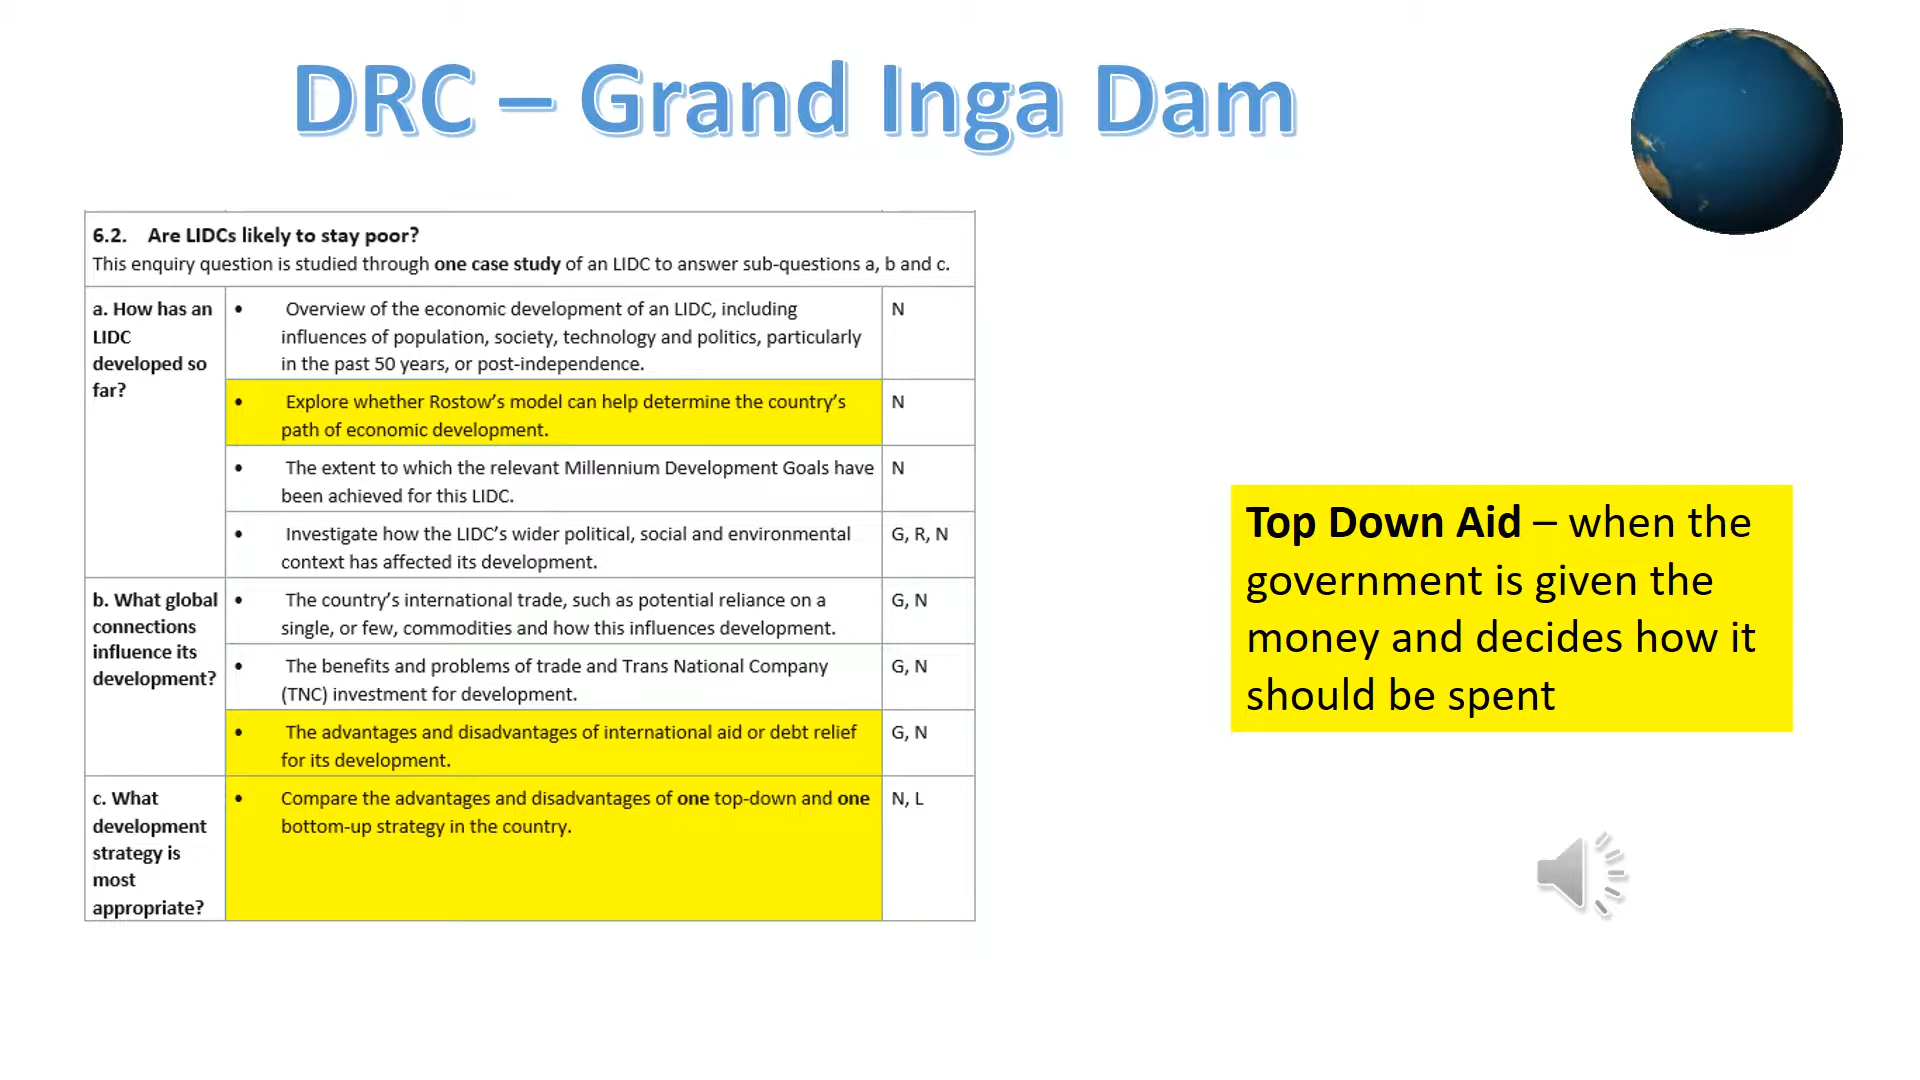 DRC – Grand Inga Dam
6.2. Are LIDCs likely to stay poor?
This enquiry question is studied through one case study of an LIDC to answer sub-questions a, b and c.
a. How has an
LIDC
developed so
far?
• Overview of the economic development of an LIDC, including
influences of population, society, technology and politics, particularly
in the past 50 years, or post-independence.
N
• Explore whether Rostow’s model can help determine the country’s
path of economic development.
N
• The extent to which the relevant Millennium Development Goals have
been achieved for this LIDC.
N
• Investigate how the LIDC’s wider political, social and environmental
context has affected its development.
G, R, N
b. What global
connections
influence its
development?
• The country’s international trade, such as potential reliance on a
single, or few, commodities and how this influences development.
G, N
• The benefits and problems of trade and Trans National Company
(TNC) investment for development.
G, N
• The advantages and disadvantages of international aid or debt relief
for its development.
G, N
c. What
development
strategy is
most
appropriate?
• Compare the advantages and disadvantages of one top-down and one
bottom-up strategy in the country.
N, L
Top Down Aid – when the
government is given the
money and decides how it
should be spent